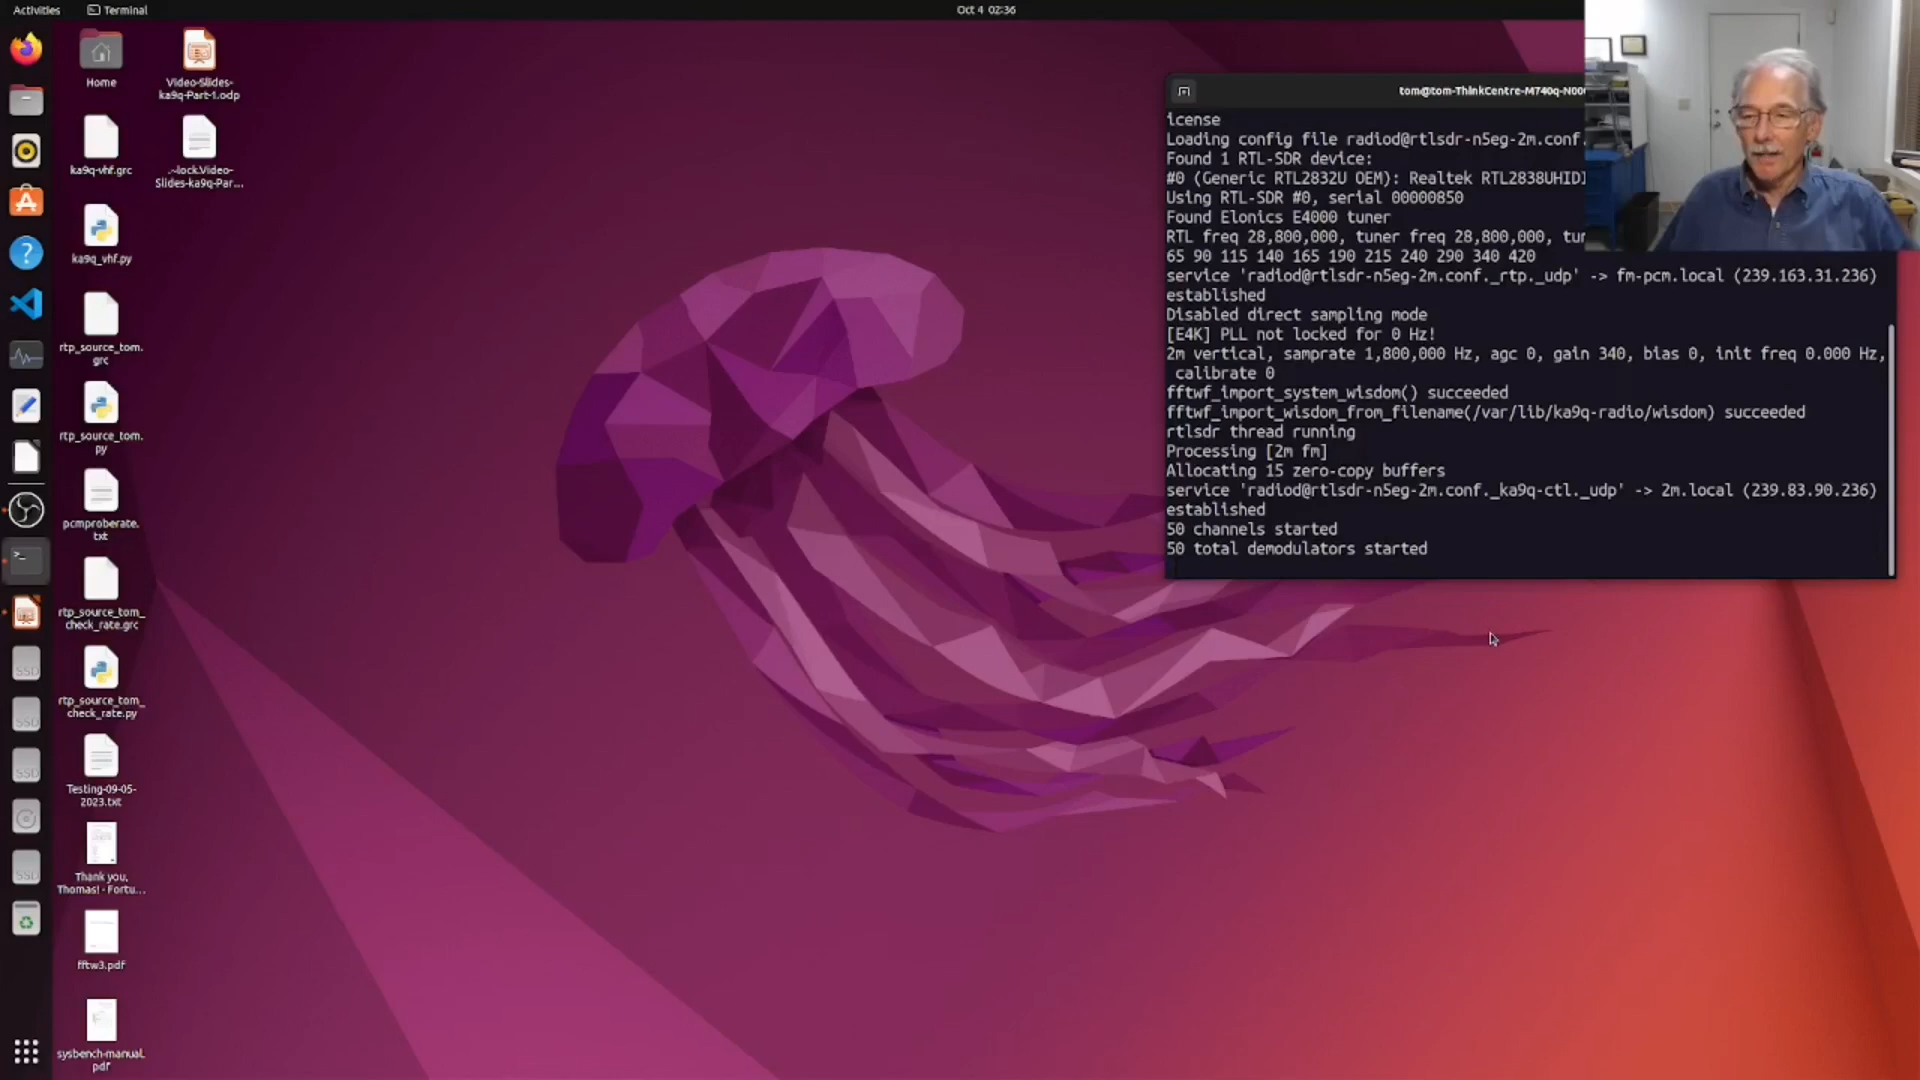 Activities
Terminal
Oct 4 02:36
Home
Video-Slides-
ka9q-Part-1.odp
ka9q-vhf.grc
.~lock.Video-
Slides-ka9q-Par...
ka9q_vhf.py
rtp_source_tom.
grc
rtp_source_tom.
py
pcmproberate.
txt
rtp_source_tom_
check_rate.grc
rtp_source_tom_
check_rate.py
Testing-09-05-
2023.txt
Thank you,
Thomas! - Fortu...
fftw3.pdf
sysbench-manual.
pdf
SSD
SSD
SSD
tom@tom-ThinkCentre-M740q-N00
icense
Loading config file radiod@rtlsdr-n5eg-2m.conf.
Found 1 RTL-SDR device:
#0 (Generic RTL2832U OEM): Realtek RTL2838UHIDI
Using RTL-SDR #0, serial 00000850
Found Elonics E4000 tuner
RTL freq 28,800,000, tuner freq 28,800,000, tun
65 90 115 140 165 190 215 240 290 340 420
service 'radiod@rtlsdr-n5eg-2m.conf._rtp._udp' -> fm-pcm.local (239.163.31.236)
established
Disabled direct sampling mode
[E4K] PLL not locked for 0 Hz!
2m vertical, samprate 1,800,000 Hz, agc 0, gain 340, bias 0, init freq 0.000 Hz,
calibrate 0
fftwf_import_system_wisdom() succeeded
fftwf_import_wisdom_from_filename(/var/lib/ka9q-radio/wisdom) succeeded
rtlsdr thread running
Processing [2m fm]
Allocating 15 zero-copy buffers
service 'radiod@rtlsdr-n5eg-2m.conf._ka9q-ctl._udp' -> 2m.local (239.83.90.236)
established
50 channels started
50 total demodulators started